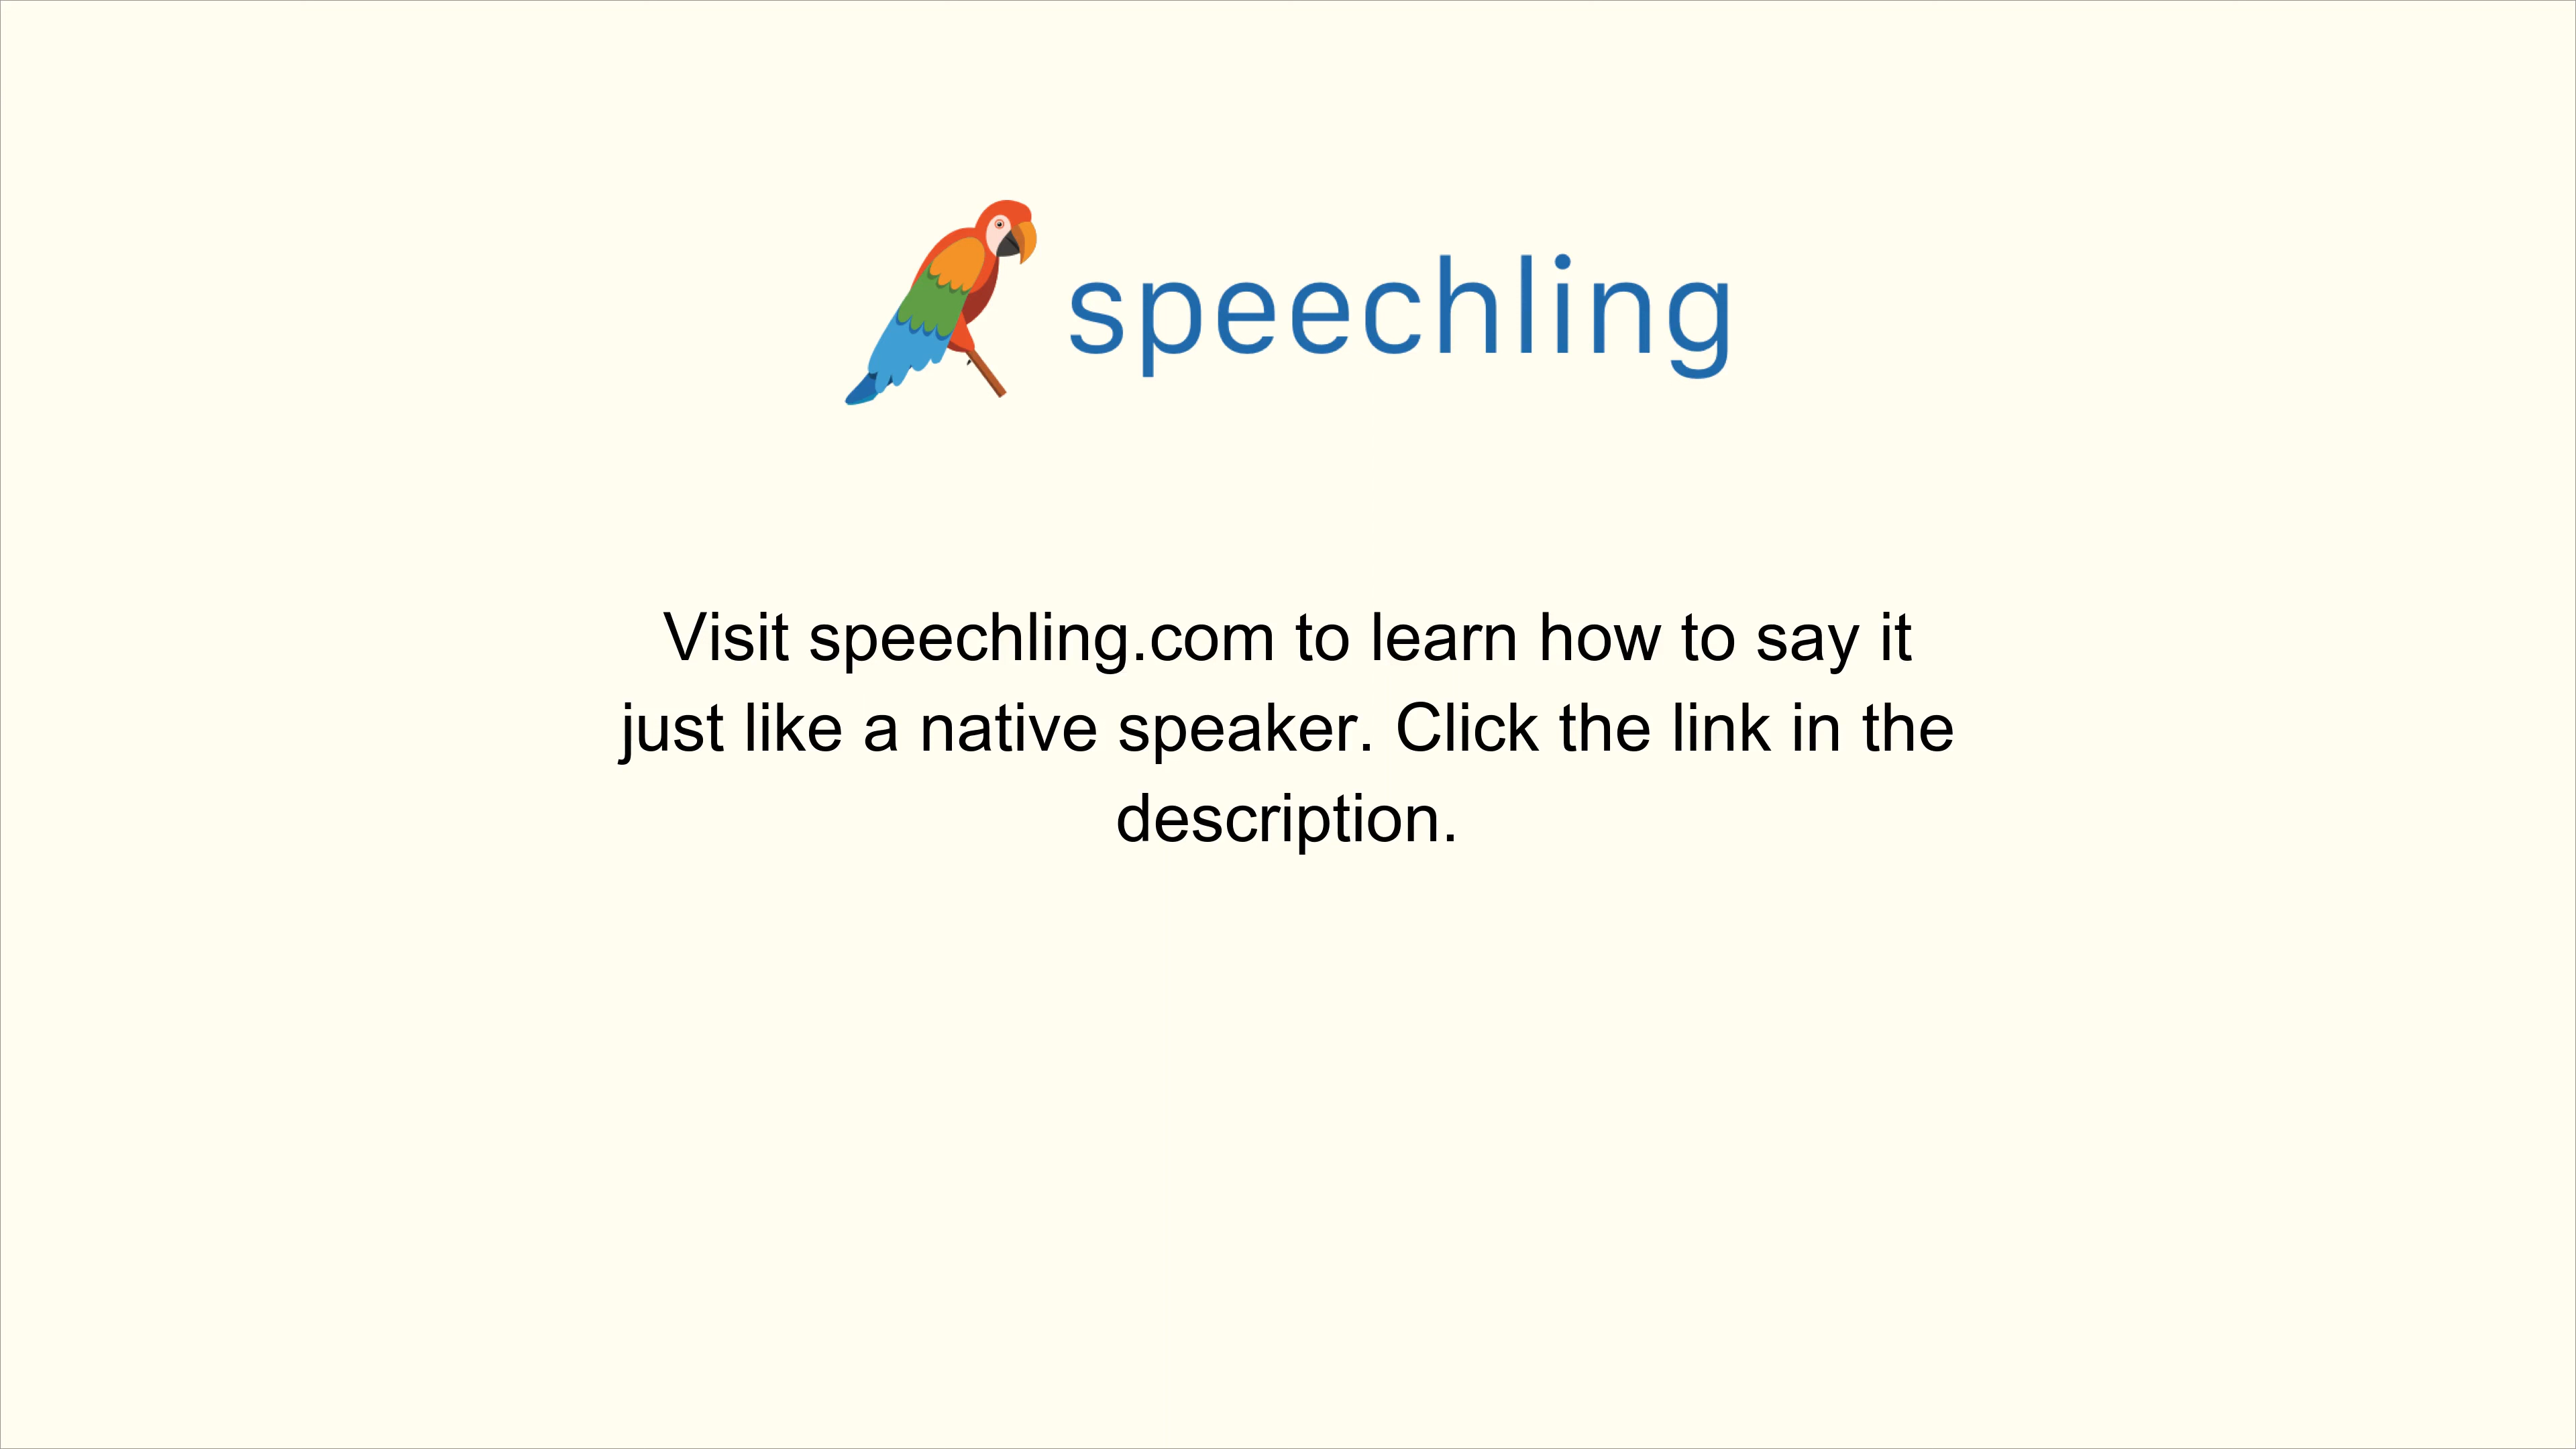 speechling
Visit speechling.com to learn how to say it
just like a native speaker. Click the link in the
description.